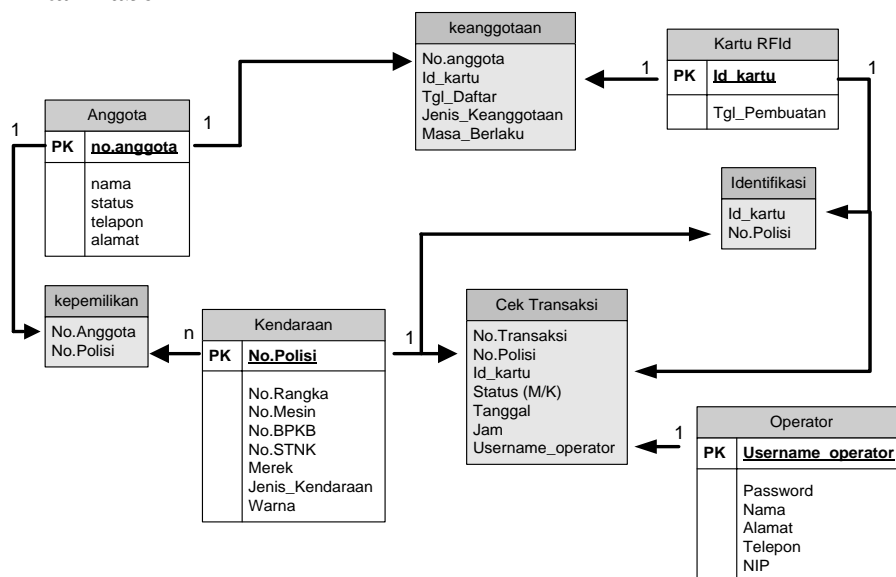 keanggotaan
No.anggota
Id_kartu
Tgl_Daftar
Jenis_Keanggotaan
Masa_Berlaku
1
Kartu RFId
PK Id_kartu
Tgl_Pembuatan
1
1
Anggota
PK no.anggota
nama
status
telapon
alamat
1
Identifikasi
Id_kartu
No.Polisi
kepemilikan
No.Anggota
No.Polisi
n
Kendaraan
PK No.Polisi
No.Rangka
No.Mesin
No.BPKB
No.STNK
Merek
Jenis_Kendaraan
Warna
1
Cek Transaksi
No.Transaksi
No.Polisi
Id_kartu
Status (M/K)
Tanggal
Jam
Username_operator
1
Operator
PK Username_operator
Password
Nama
Alamat
Telepon
NIP